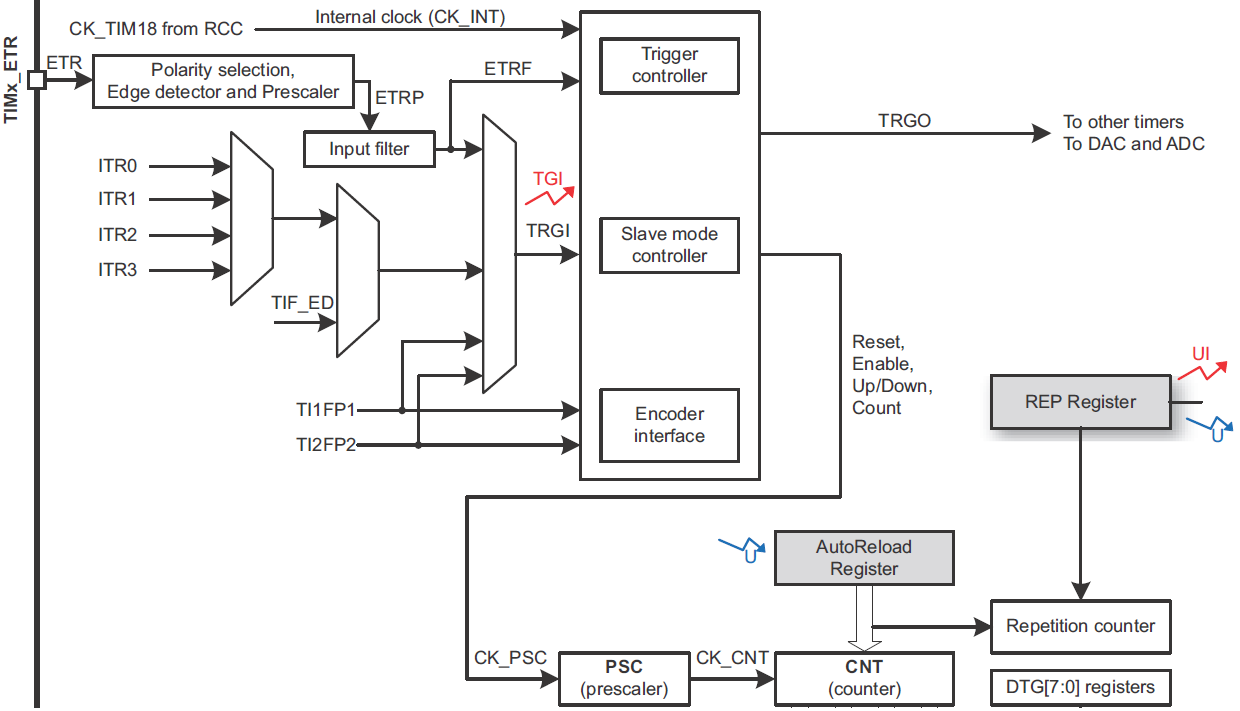 Internal clock (CK_INT)
CK_TIM18 from RCC
TIMx_ETR
ETR
Polarity selection,
Edge detector and Prescaler
ETRP
Input filter
ETRF
Trigger
controller
TRGO
To other timers
To DAC and ADC
ITR0
ITR1
ITR2
ITR3
TGI
TRGI
Slave mode
controller
TIF_ED
Reset,
Enable,
Up/Down,
Count
TI1FP1
TI2FP2
Encoder
interface
UI
REP Register
U
U
AutoReload
Register
Repetition counter
CK_PSC
PSC
(prescaler)
CK_CNT
CNT
(counter)
DTG[7:0] registers